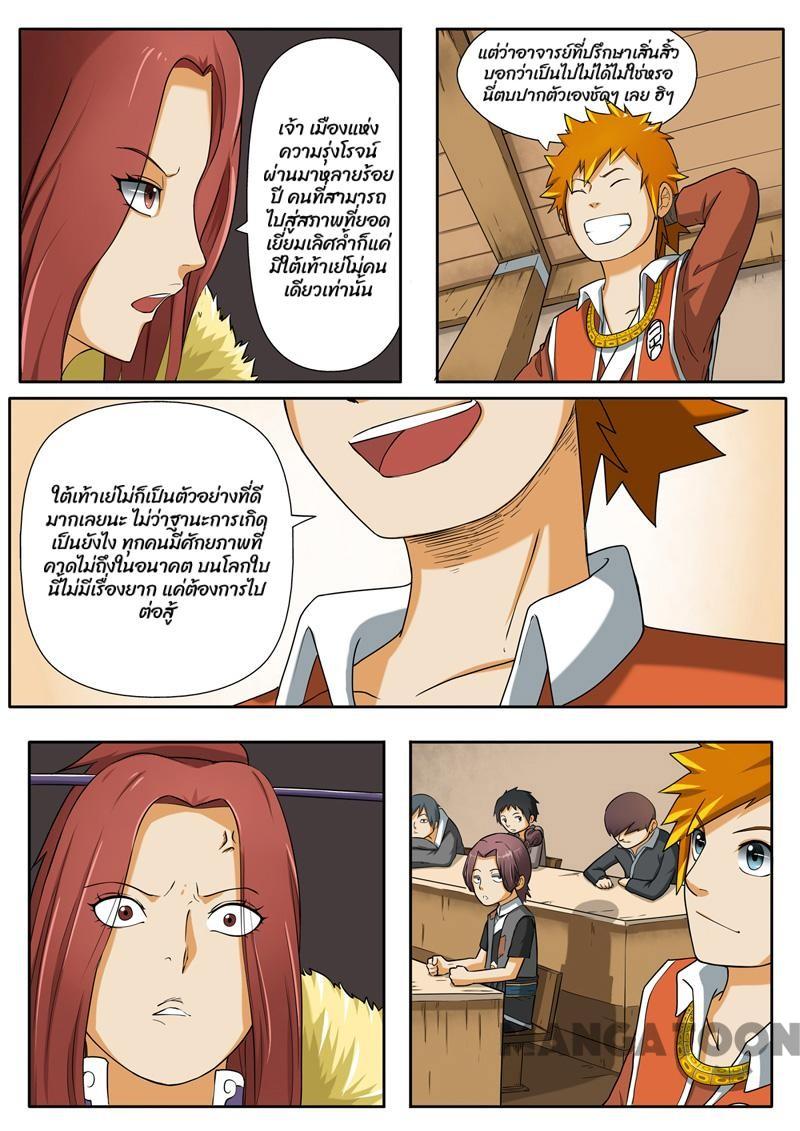 เจ้า เมืองแห่ง
ความรุ่งโรจน์
ผ่านมาหลายร้อย
ปี คนที่สามารถ
ไปสู่สภาพที่ยอด
เยี่ยมเลิศล้ำก็แค่
มีใต้เท้าเย่โม่คน
เดียวเท่านั้น
แต่ว่าอาจารย์ที่ปรึกษาเสิ่นสิ้ว
บอกว่าเป็นไปไม่ได้ไม่ใช่หรอ
นี่ตบปากตัวเองชัดๆ เลย ฮิๆ
ใต้เท้าเย่โม่ก็เป็นตัวอย่างที่ดี
มากเลยนะ ไม่ว่าฐานะการเกิด
เป็นยังไง ทุกคนมีศักยภาพที่
คาดไม่ถึงในอนาคต บนโลกใบ
นี้ไม่มีเรื่องยาก แค่ต้องการไป
ต่อสู้
MANGATOON